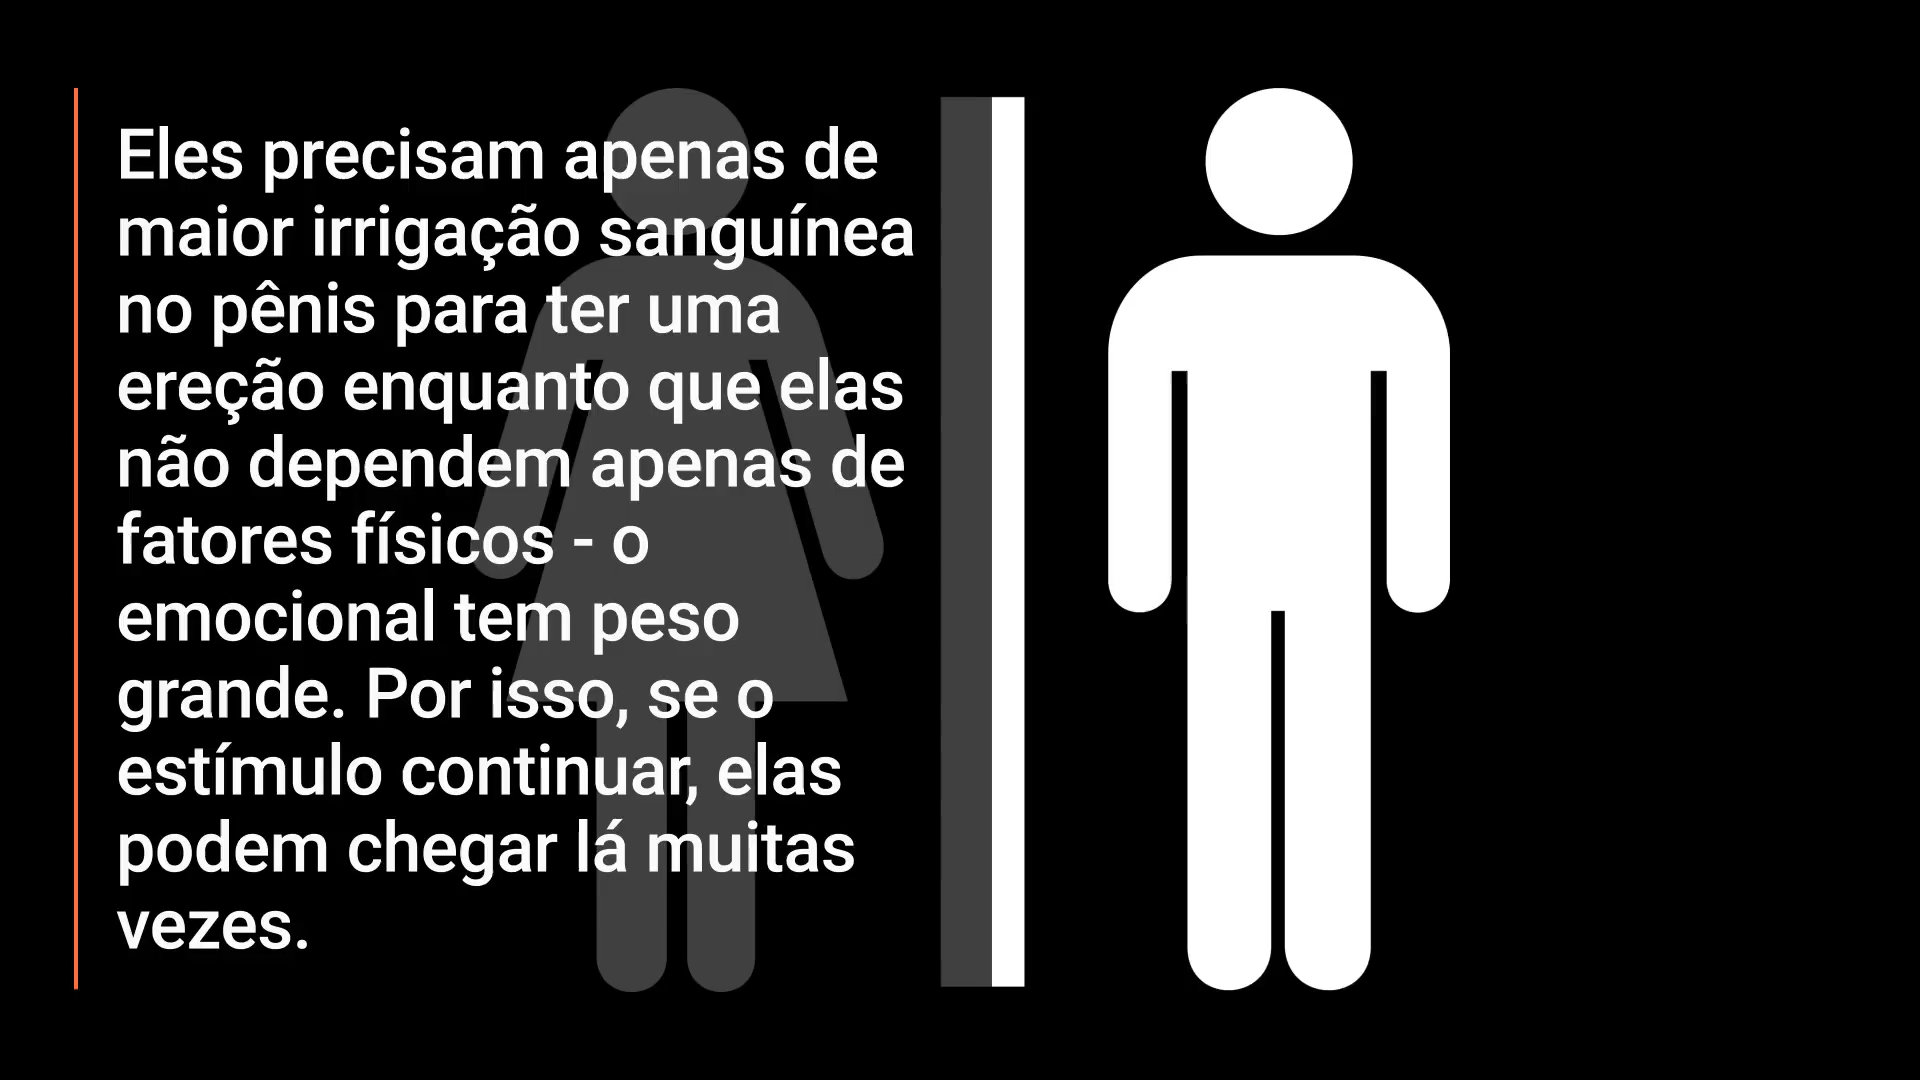 Eles precisam apenas de
maior irrigação sanguínea
no pênis para ter uma
ereção enquanto que elas
não dependem apenas de
fatores físicos - o
emocional tem peso
grande. Por isso, se o
estímulo continuar, elas
podem chegar lá muitas
vezes.